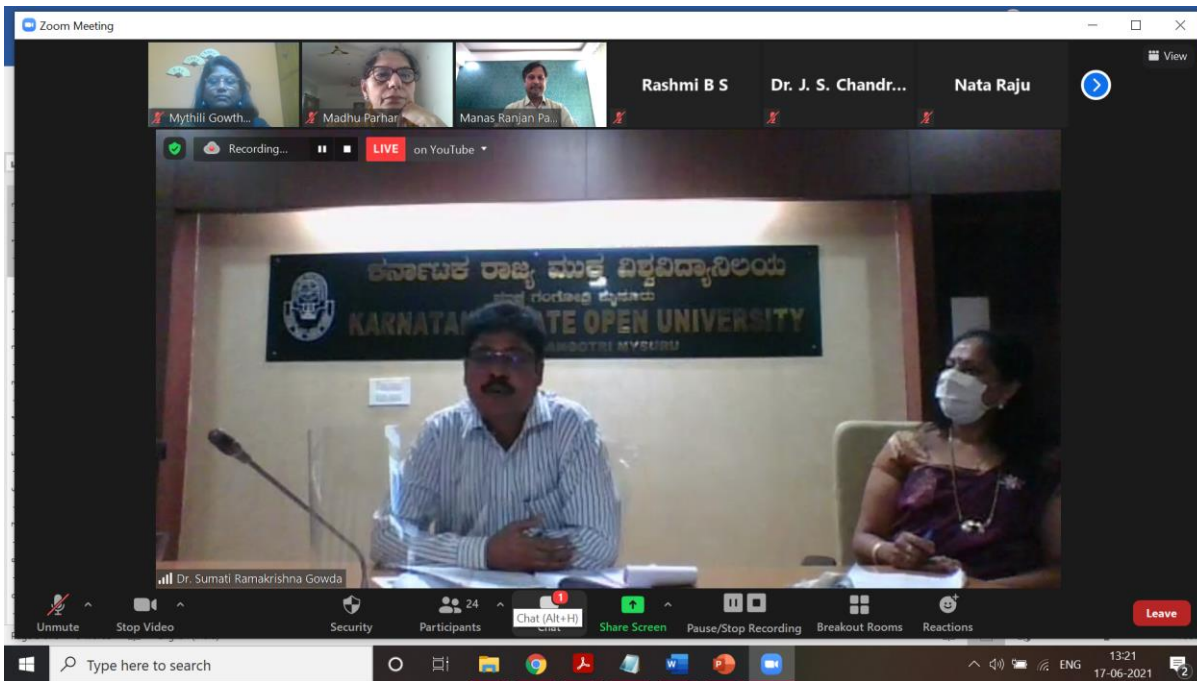 Zoom Meeting
View
Mythili Gowth...
Madhu Parhar
Manas Ranjan Pa...
Rashmi B S
Dr. J. S. Chandr...
Nata Raju
Recording...
LIVE on YouTube
ಕರ್ನಾಟಕ ರಾಜ್ಯ ಮುಕ್ತ ವಿಶ್ವವಿದ್ಯಾನಿಲಯ
ಮುಕ್ತ ಗಂಗೋತ್ರಿ ಮೈಸೂರು
OPEN UNIVERSITY
MYSURU
Dr. Sumati Ramakrishna Gowda
Unmute
Stop Video
Security
24
Participants
1
Chat (Alt+H)
Share Screen
Pause/Stop Recording
Breakout Rooms
Reactions
Leave
Type here to search
ENG
13:21
17-06-2021
2